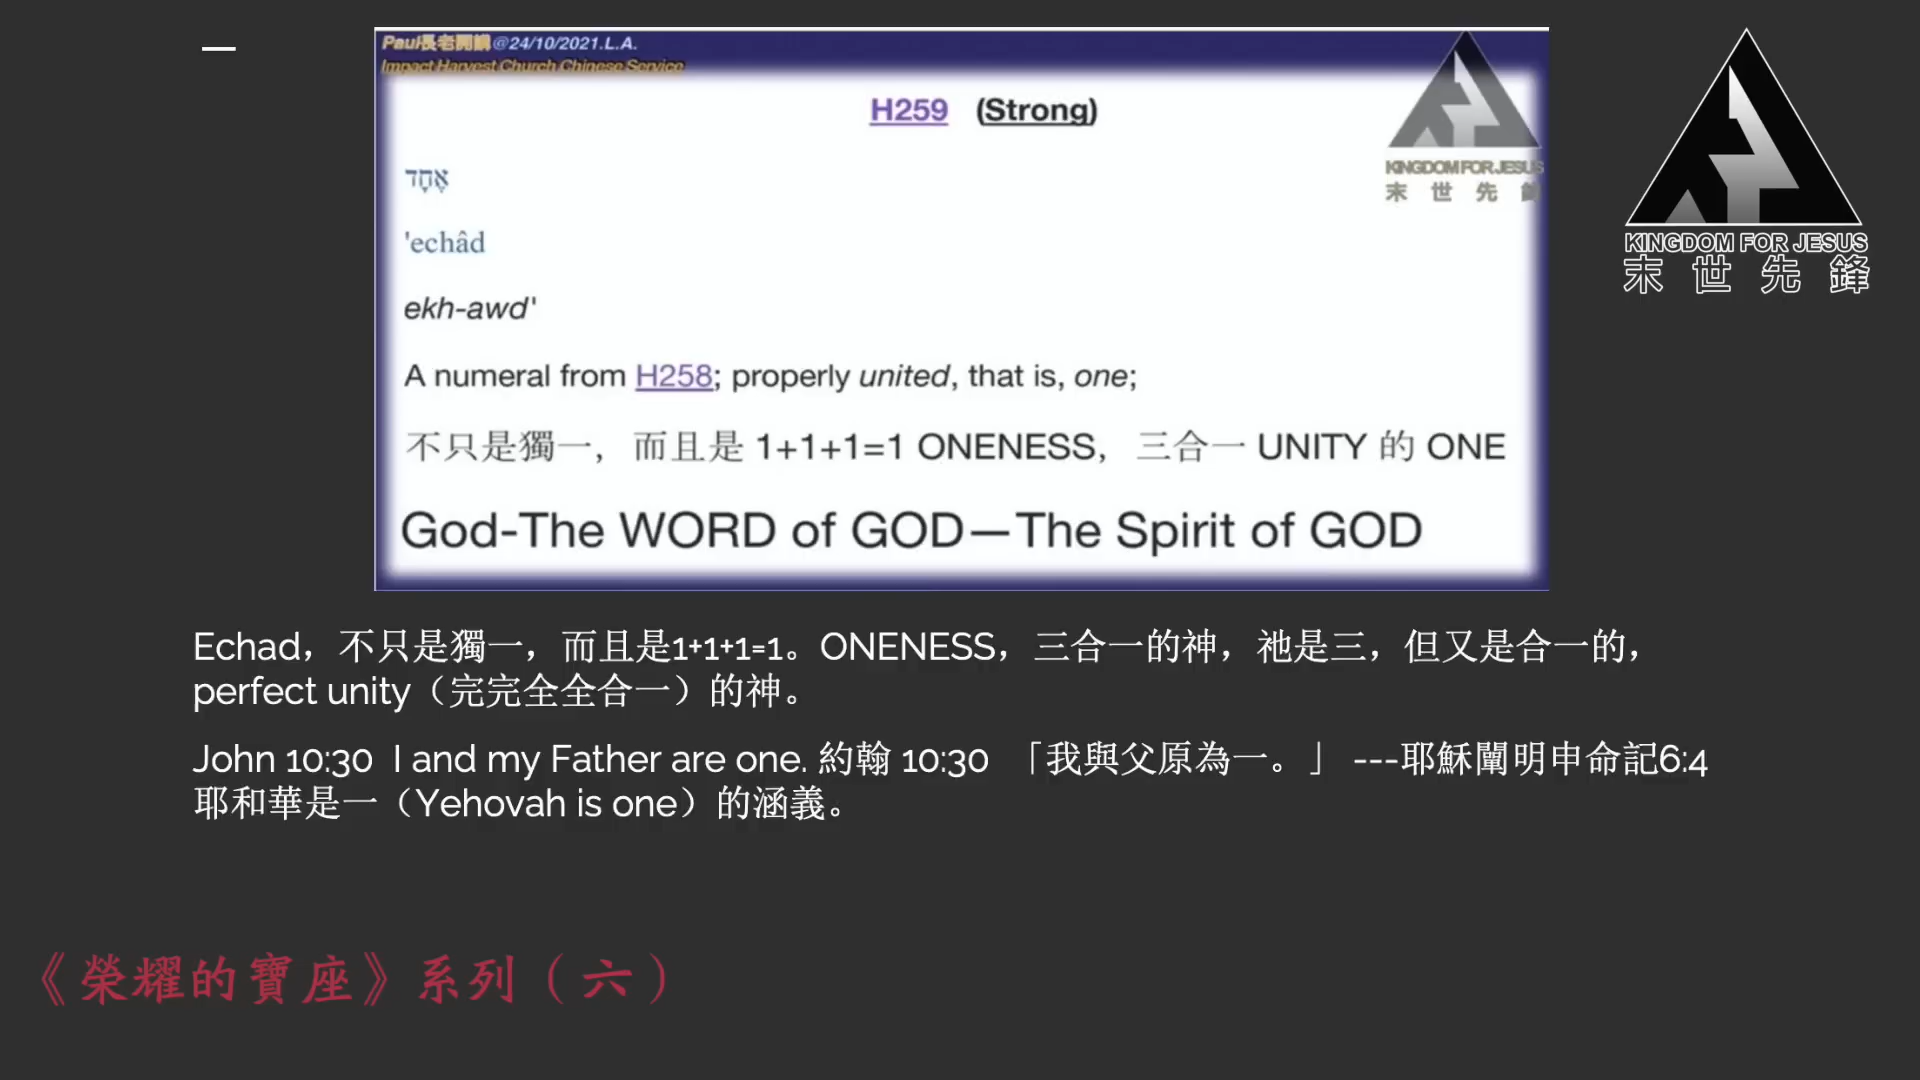 Paul長老開講@24/10/2021.L.A.
Impact Harvest Church Chinese Service
H259 (Strong)
אֶחָד
'echâd
ekh-awd'
A numeral from H258; properly united, that is, one;
不只是獨一，而且是 1+1+1=1 ONENESS，三合一 UNITY 的 ONE
God-The WORD of GOD—The Spirit of GOD
KINGDOM FOR JESUS
末世先鋒
KINGDOM FOR JESUS
末世先鋒
Echad，不只是獨一，而且是1+1+1=1。ONENESS，三合一的神，祂是三，但又是合一的，
perfect unity（完完全全合一）的神。
John 10:30 I and my Father are one. 約翰 10:30 「我與父原為一。」 ---耶穌闡明申命記6:4
耶和華是一（Yehovah is one）的涵義。
《榮耀的寶座》系列（六）